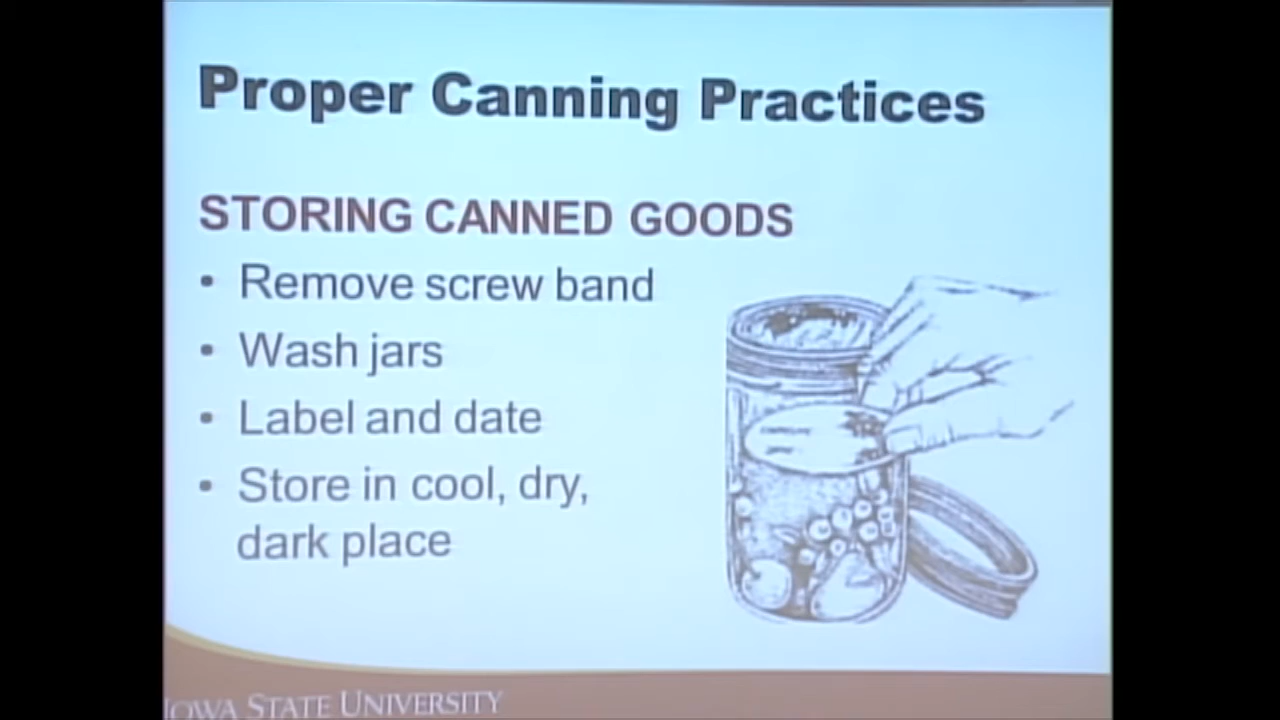 Proper Canning Practices
STORING CANNED GOODS
• Remove screw band
• Wash jars
• Label and date
• Store in cool, dry,
dark place
IOWA STATE UNIVERSITY